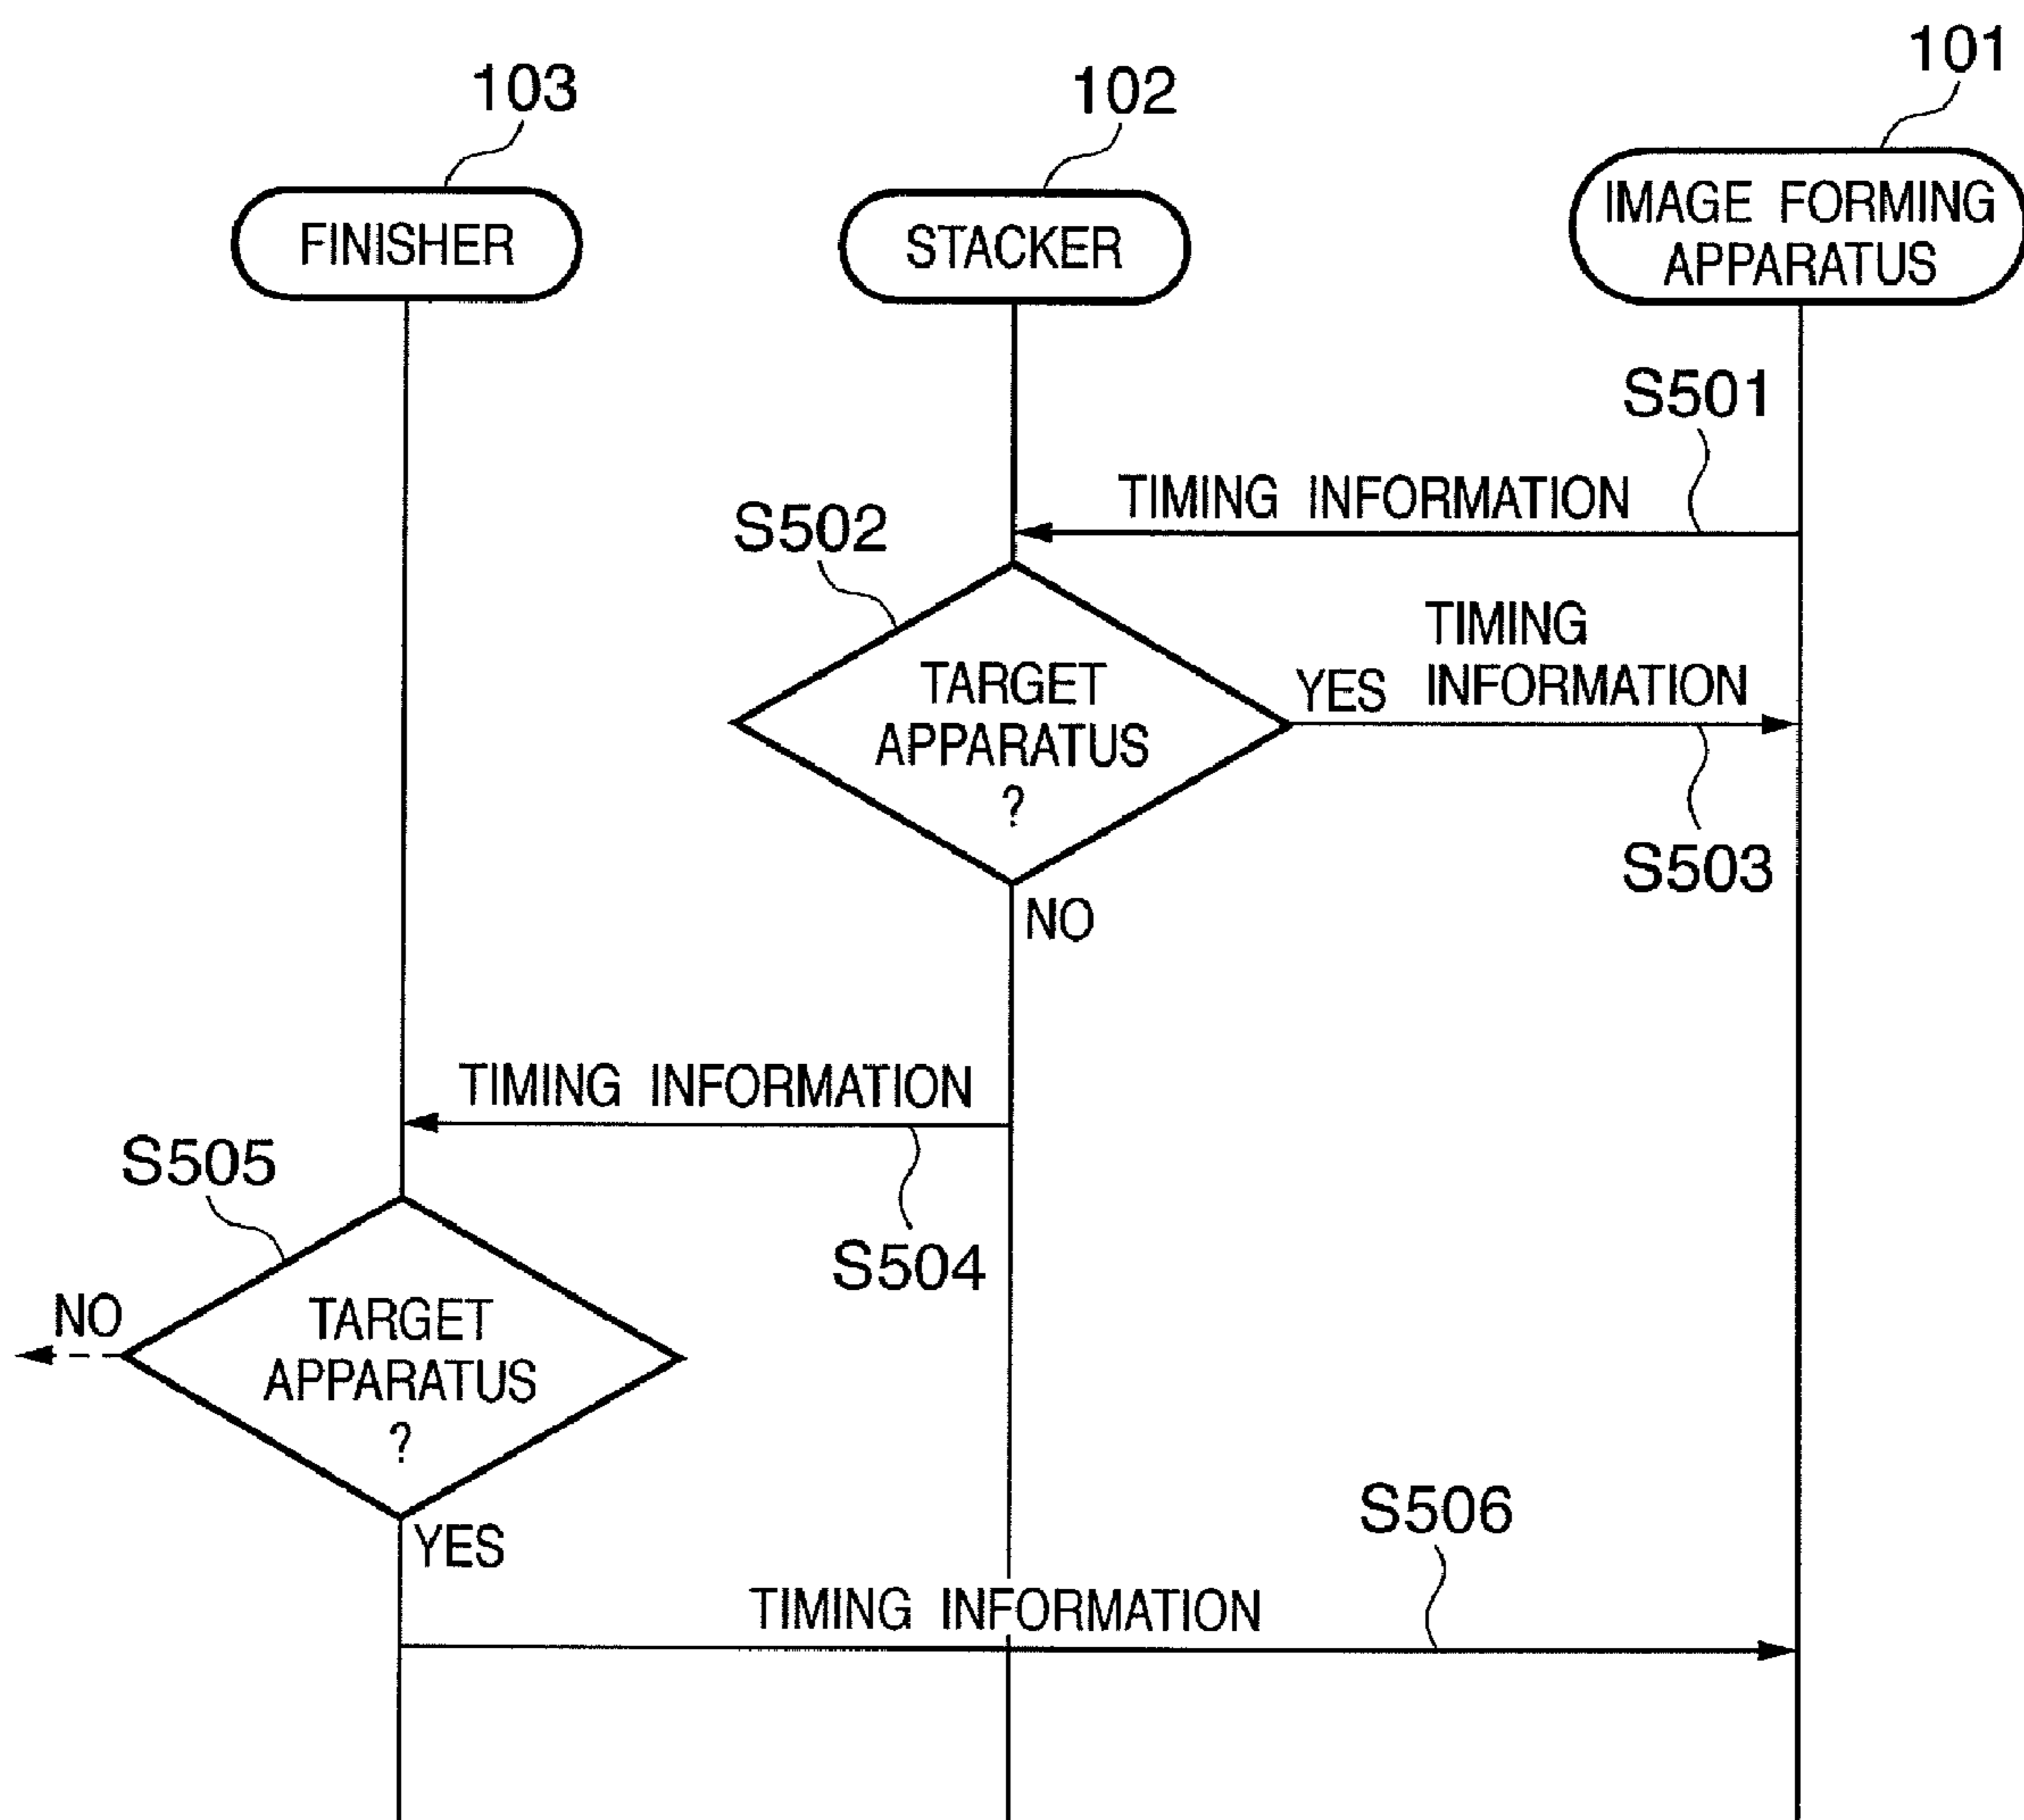 101
103
102
IMAGE FORMING
APPARATUS
FINISHER
STACKER
S501
TIMING INFORMATION
S502
TIMING
INFORMATION
YES
TARGET
APPARATUS
?
S503
NO
TIMING INFORMATION
S505
S504
NO
TARGET
APPARATUS
?
S506
YES
TIMING INFORMATION